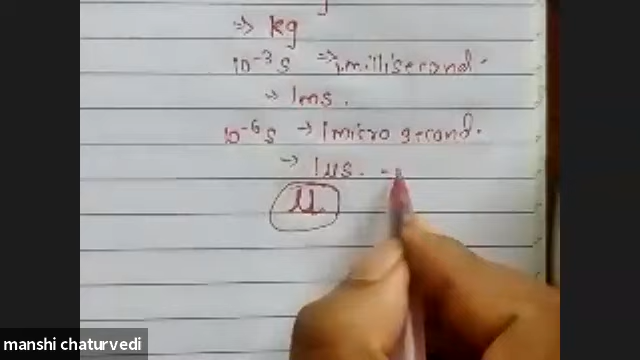 ⇒ kg
10⁻³ s ⇒ 1 millisecond.
→ 1ms.
10⁻⁶ s → 1 micro second.
→ 1μs. -
μ
manshi chaturvedi